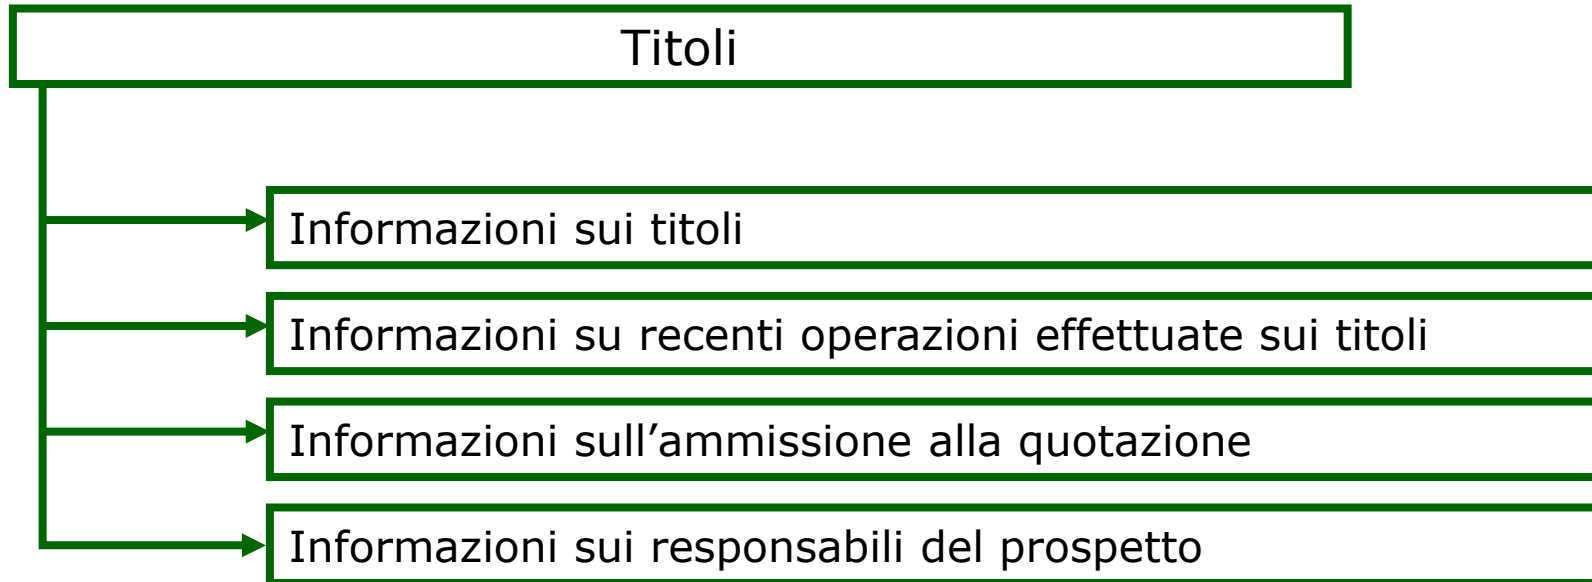 Titoli
Informazioni sui titoli
Informazioni su recenti operazioni effettuate sui titoli
Informazioni sull’ammissione alla quotazione
Informazioni sui responsabili del prospetto